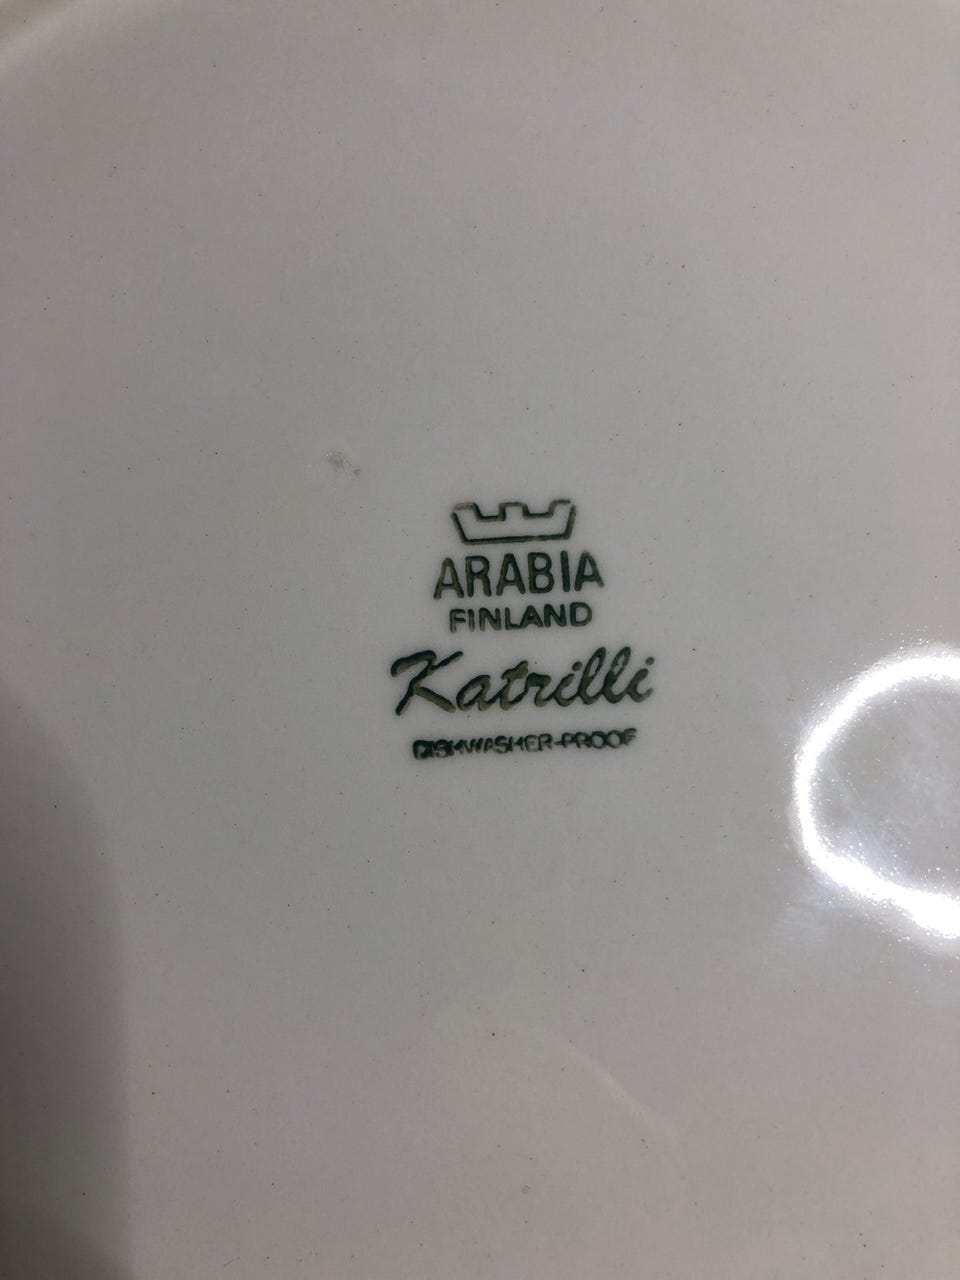 ARABIA
FINLAND
Katrilli
DISHWASHER-PROOF